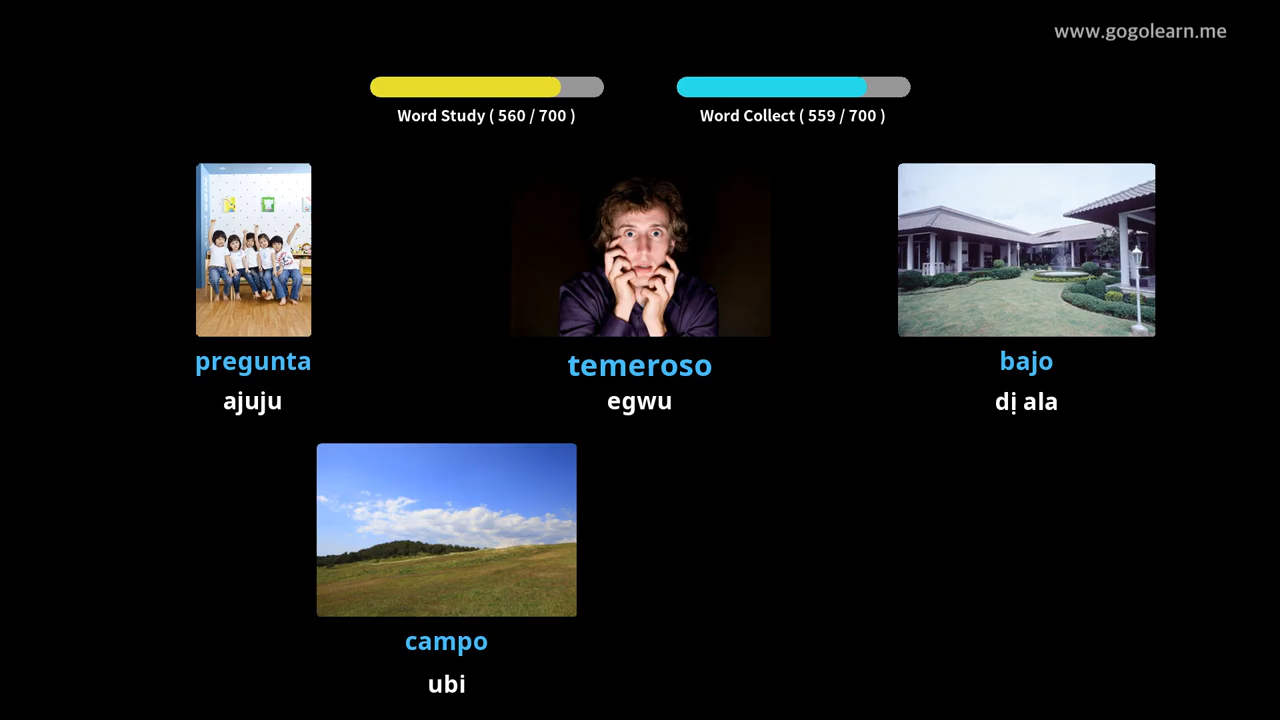 www.gogolearn.me
Word Study ( 560 / 700 )
Word Collect ( 559 / 700 )
pregunta
ajuju
temeroso
egwu
bajo
dị ala
campo
ubi